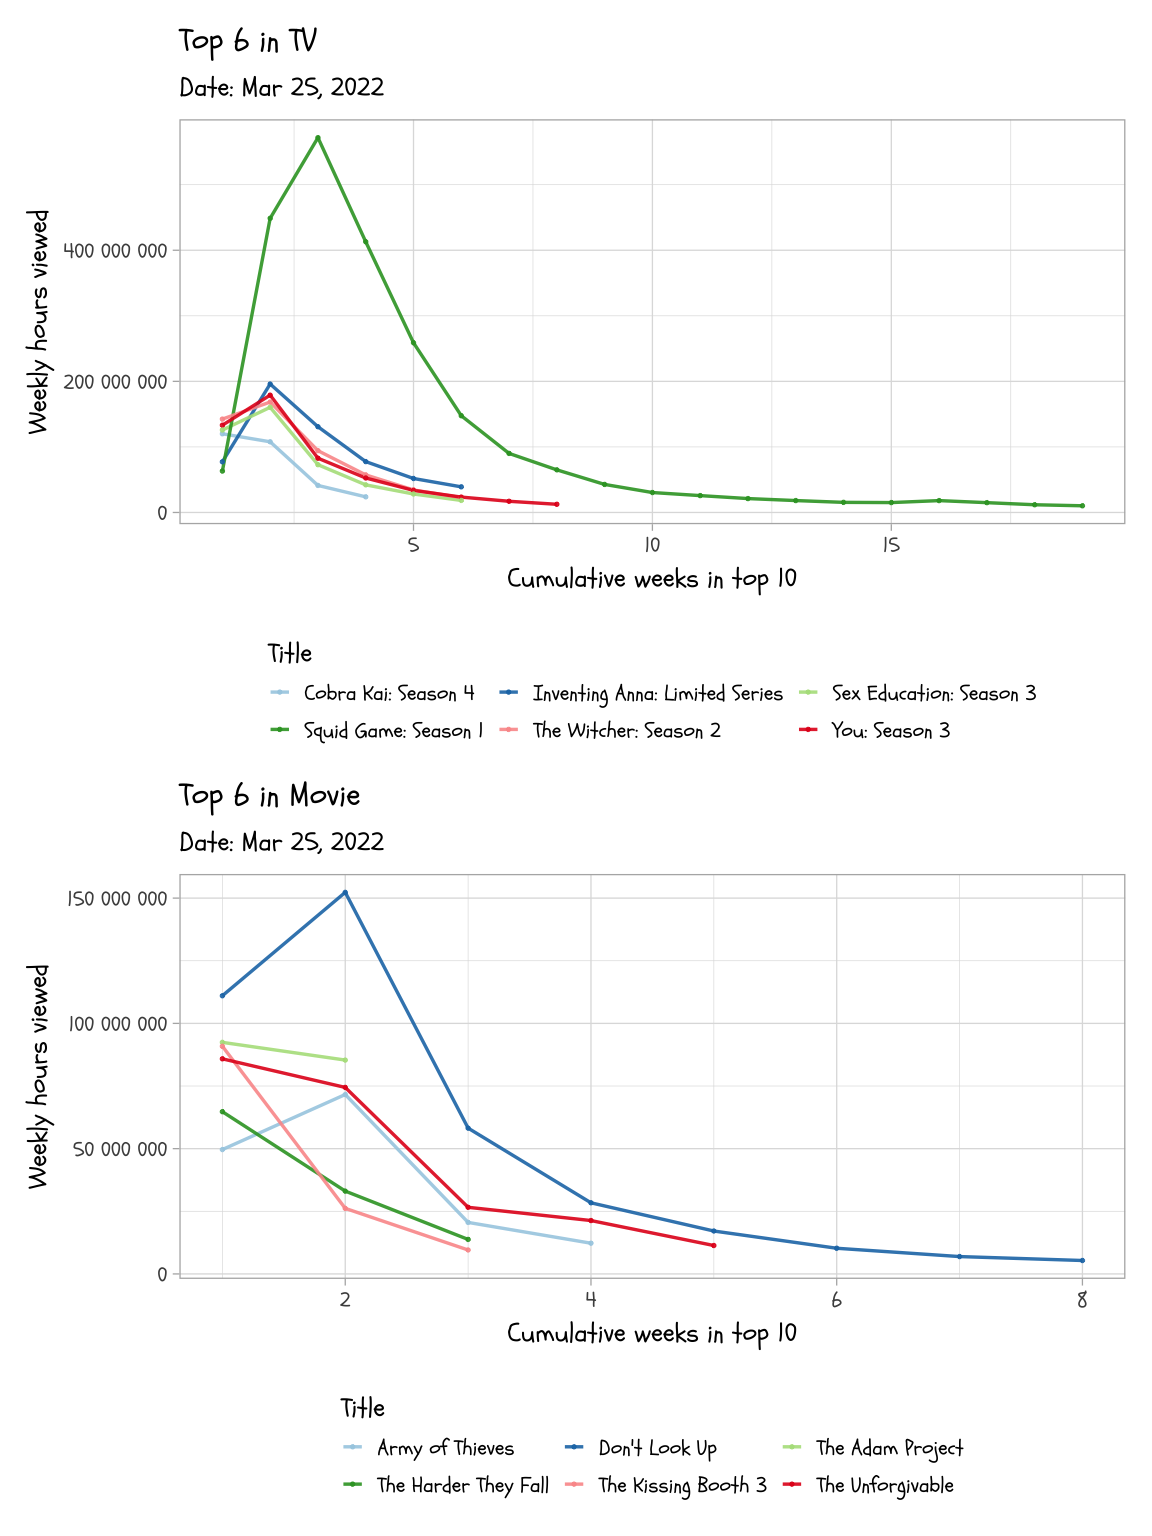 Top 6 in TV
Date: Mar 25, 2022
Weekly hours viewed
400 000 000
200 000 000
0
5 10 15
Cumulative weeks in top 10
Title
Cobra Kai: Season 4 Inventing Anna: Limited Series Sex Education: Season 3
Squid Game: Season 1 The Witcher: Season 2 You: Season 3
Top 6 in Movie
Date: Mar 25, 2022
Weekly hours viewed
150 000 000
100 000 000
50 000 000
0
2 4 6 8
Cumulative weeks in top 10
Title
Army of Thieves Don't Look Up The Adam Project
The Harder They Fall The Kissing Booth 3 The Unforgivable